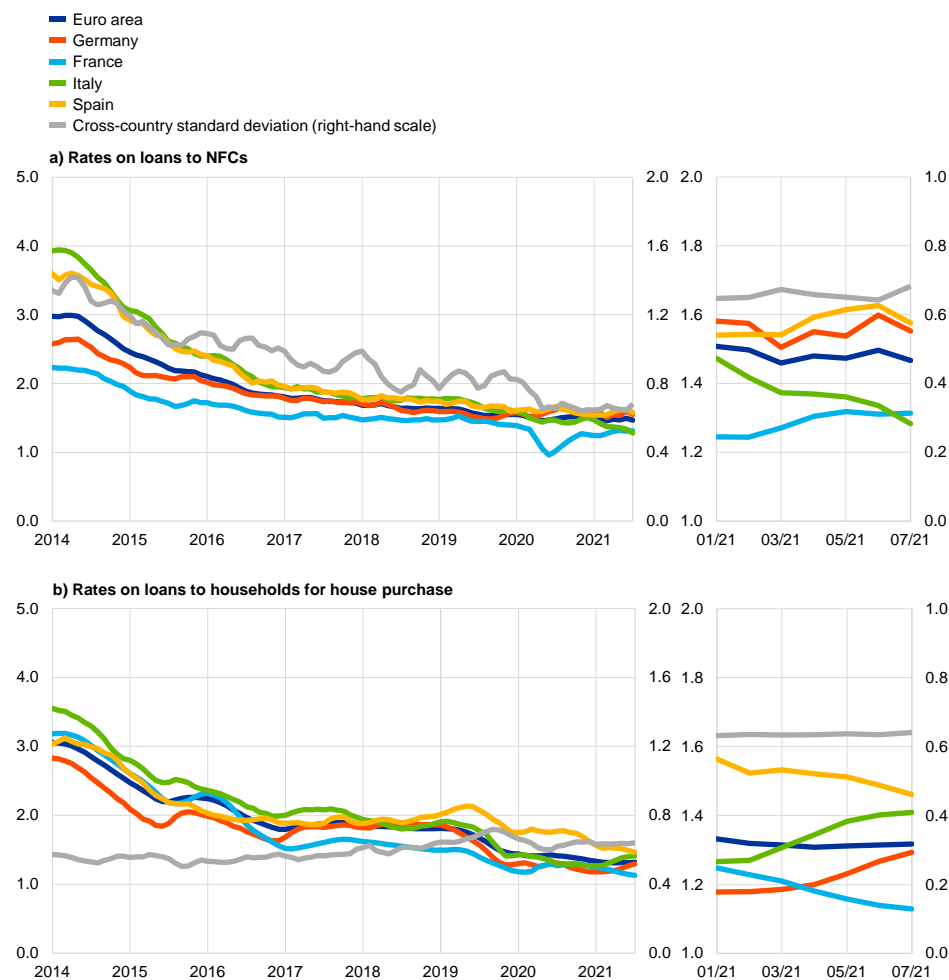 Euro area
Germany
France
Italy
Spain
Cross-country standard deviation (right-hand scale)
a) Rates on loans to NFCs
5.0 2.0 2.0 1.0
4.0 1.6 1.8 0.8
3.0 1.2 1.6 0.6
2.0 0.8 1.4 0.4
1.0 0.4 1.2 0.2
0.0 0.0 1.0 0.0
2014 2015 2016 2017 2018 2019 2020 2021 01/21 03/21 05/21 07/21
b) Rates on loans to households for house purchase
5.0 2.0 2.0 1.0
4.0 1.6 1.8 0.8
3.0 1.2 1.6 0.6
2.0 0.8 1.4 0.4
1.0 0.4 1.2 0.2
0.0 0.0 1.0 0.0
2014 2015 2016 2017 2018 2019 2020 2021 01/21 03/21 05/21 07/21